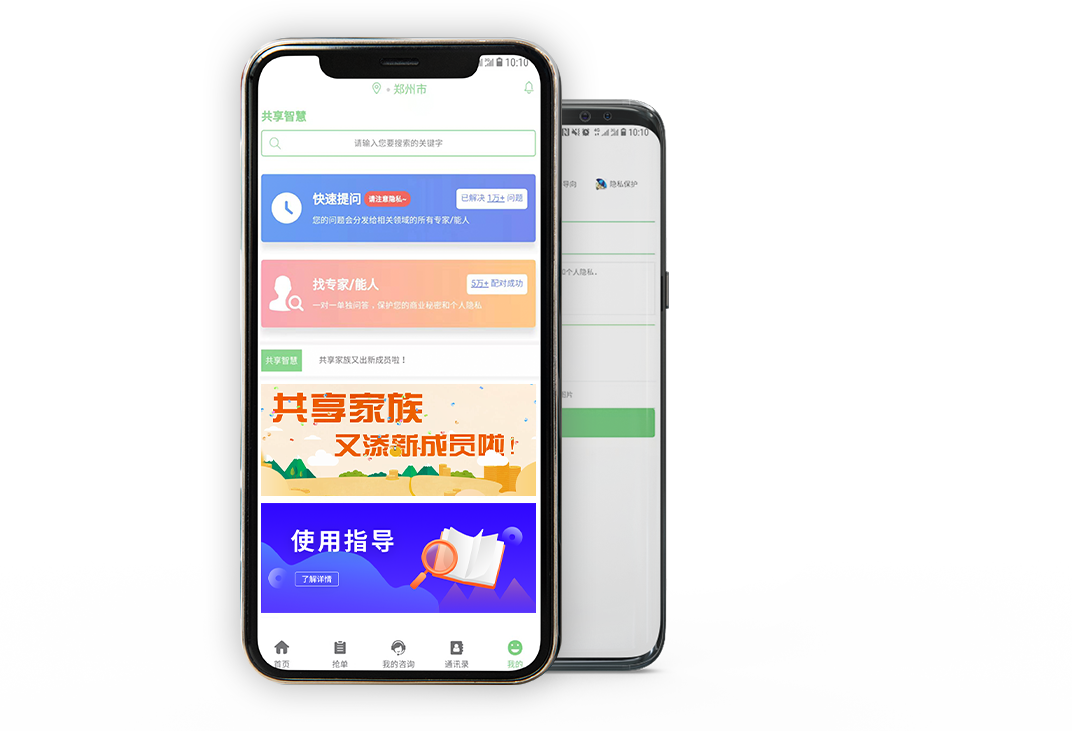 10:10
郑州市
共享智慧
请输入您要搜索的关键字
快速提问 请注意隐私~ 已解决 1万+ 问题
您的问题会分发给相关领域的所有专家/能人
找专家/能人 5万+ 配对成功
一对一单独问答，保护您的商业秘密和个人隐私
共享智慧 共享家族又出新成员啦！
共享家族
又添新成员啦!
使用指导
了解详情
首页 抢单 我的咨询 通讯录 我的
10:10
导向 隐私保护
和个人隐私。
图片